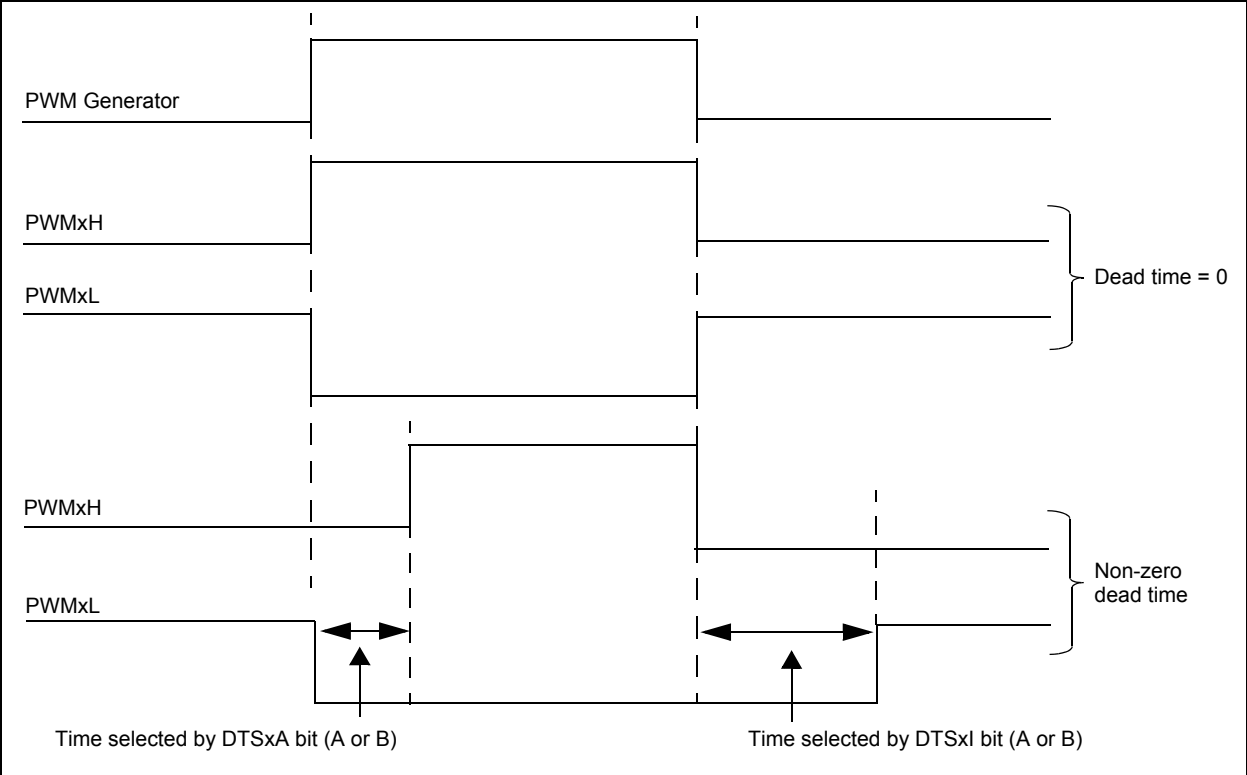 PWM Generator
PWMxH
PWMxL
Dead time = 0
PWMxH
Non-zero
dead time
PWMxL
Time selected by DTSxA bit (A or B)
Time selected by DTSxI bit (A or B)